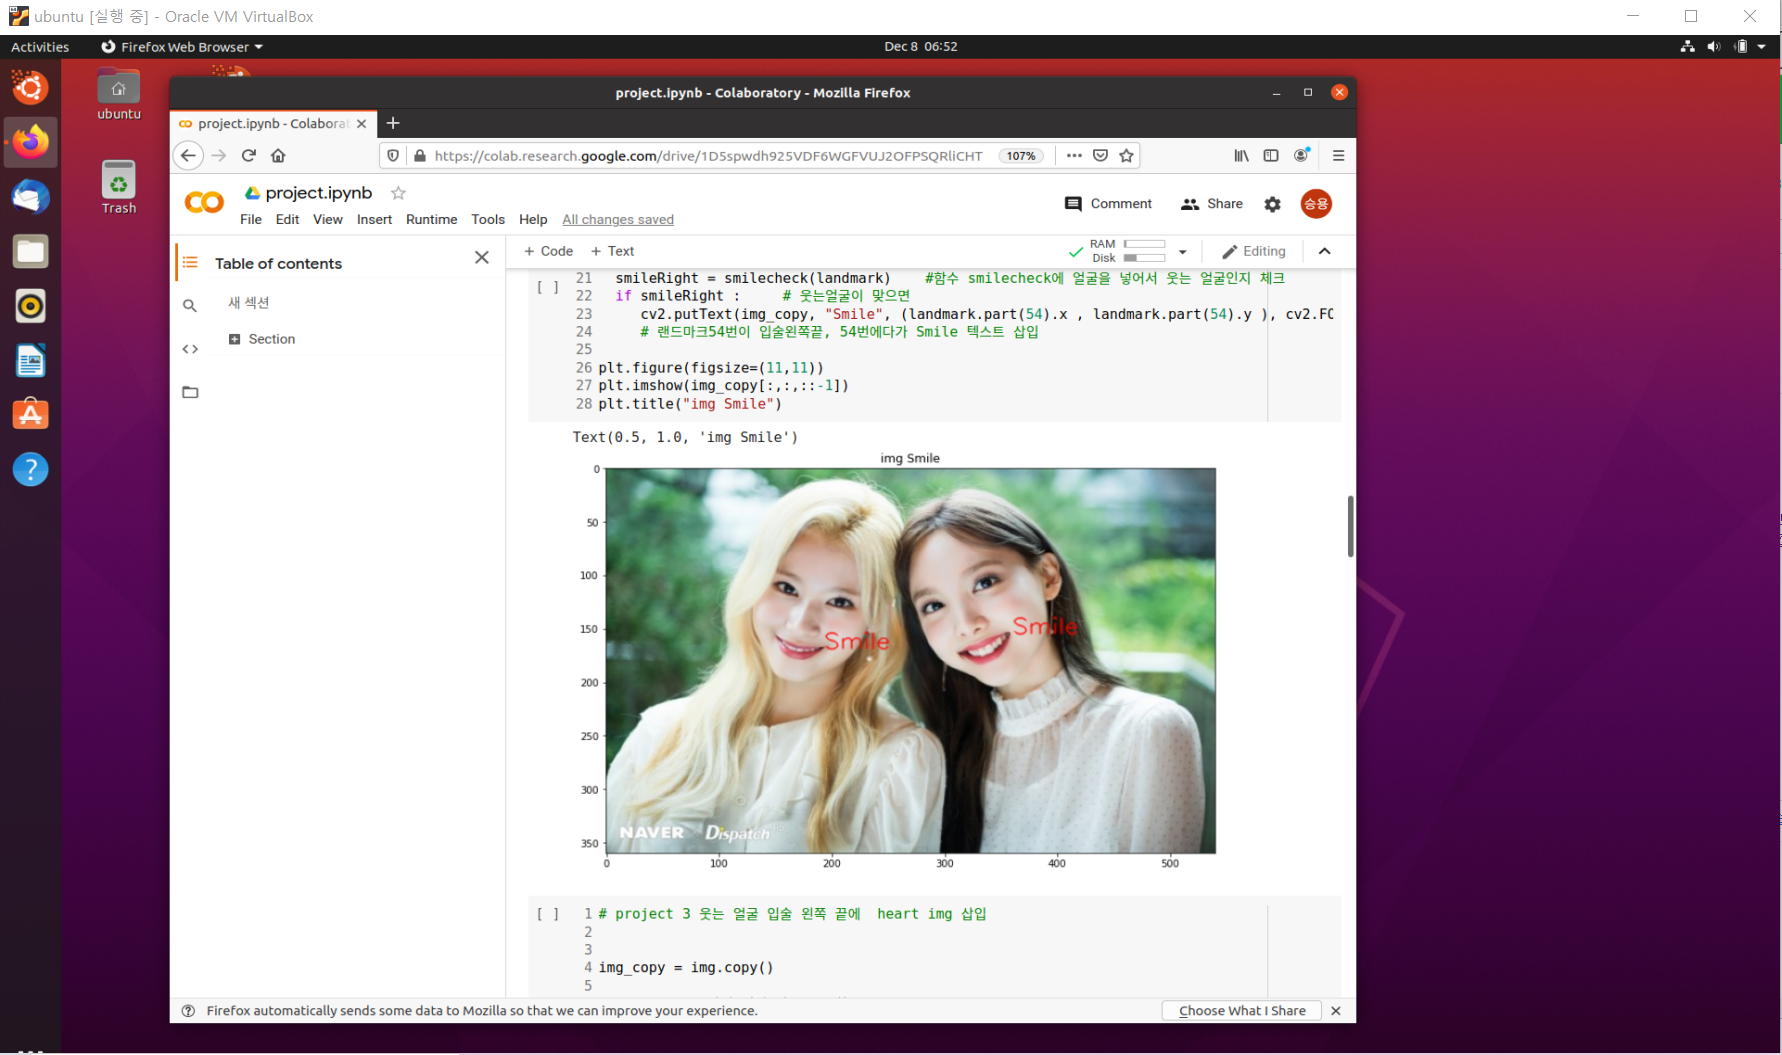 ubuntu [실행 중] - Oracle VM VirtualBox
Activities
Firefox Web Browser
Dec 8 06:52
ubuntu
Trash
project.ipynb - Colaboratory - Mozilla Firefox
project.ipynb - Colaborat
https://colab.research.google.com/drive/1D5spwdh925VDF6WGFVUJ2OFPSQRliCHT
107%
project.ipynb
File Edit View Insert Runtime Tools Help All changes saved
Comment
Share
승용
Table of contents
새 섹션
Section
+ Code + Text
RAM
Disk
Editing
[ ]
21 smileRight = smilecheck(landmark) #함수 smilecheck에 얼굴을 넣어서 웃는 얼굴인지 체크
22 if smileRight : # 웃는얼굴이 맞으면
23 cv2.putText(img_copy, "Smile", (landmark.part(54).x , landmark.part(54).y ), cv2.FO
24 # 랜드마크54번이 입술왼쪽끝, 54번에다가 Smile 텍스트 삽입
25
26 plt.figure(figsize=(11,11))
27 plt.imshow(img_copy[:,:,::-1])
28 plt.title("img Smile")
Text(0.5, 1.0, 'img Smile')
img Smile
0
50
100
150
200
250
300
350
Smile
Smile
NAVER Dispatch
0 100 200 300 400 500
[ ]
1 # project 3 웃는 얼굴 입술 왼쪽 끝에 heart img 삽입
2
3
4 img_copy = img.copy()
5
Firefox automatically sends some data to Mozilla so that we can improve your experience.
Choose What I Share